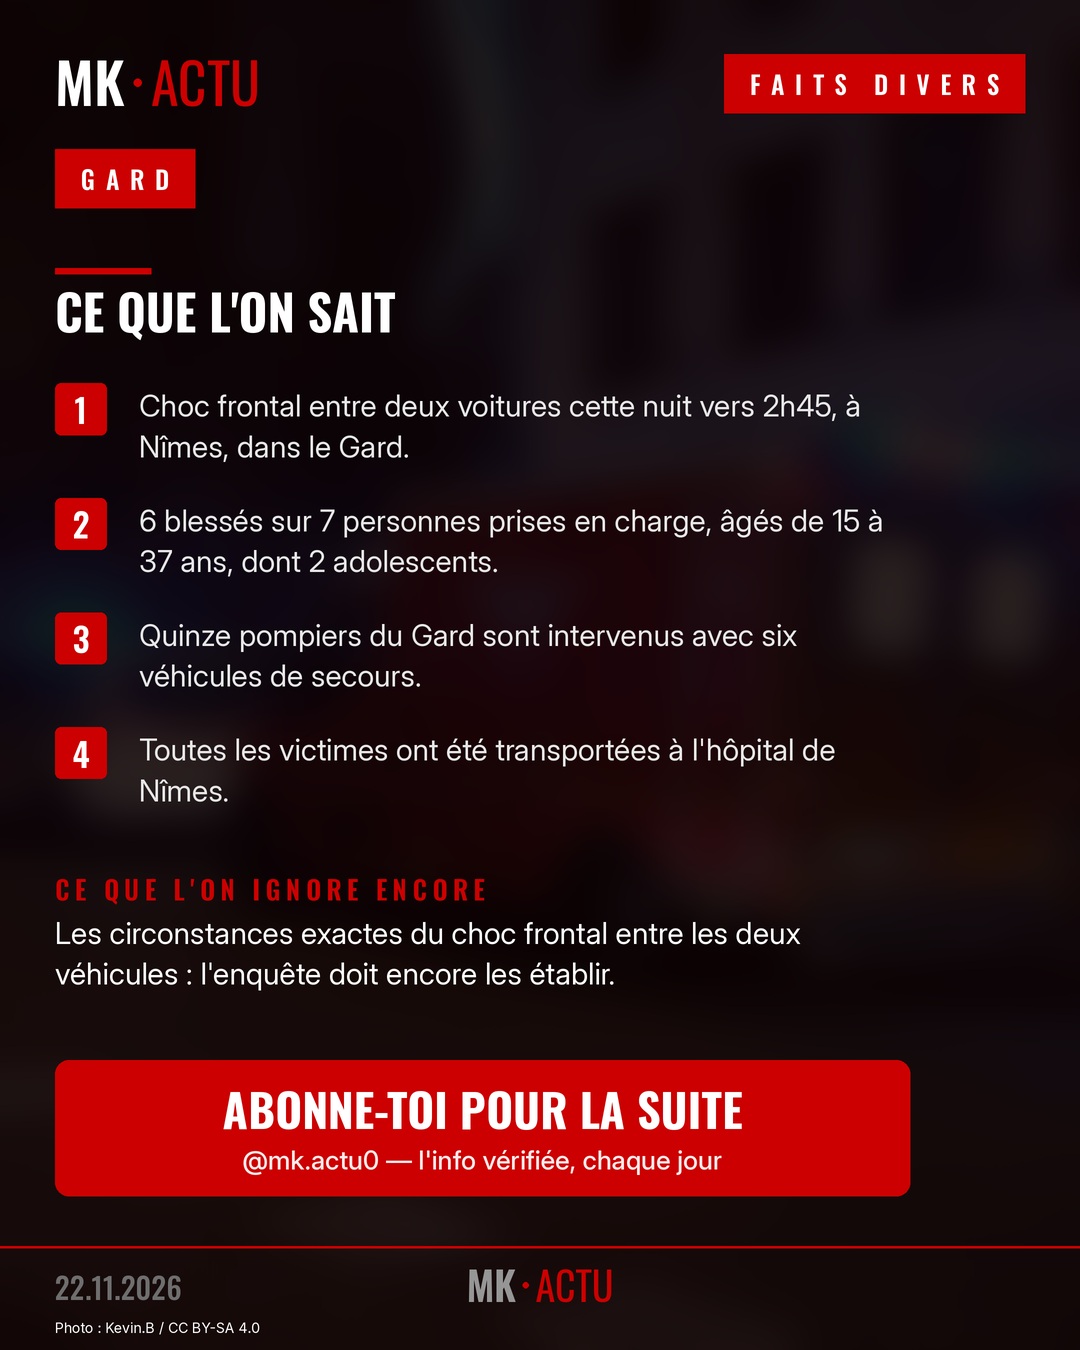 MK·ACTU
FAITS DIVERS
GARD
CE QUE L'ON SAIT
1
Choc frontal entre deux voitures cette nuit vers 2h45, à
Nîmes, dans le Gard.
2
6 blessés sur 7 personnes prises en charge, âgés de 15 à
37 ans, dont 2 adolescents.
3
Quinze pompiers du Gard sont intervenus avec six
véhicules de secours.
4
Toutes les victimes ont été transportées à l'hôpital de
Nîmes.
CE QUE L'ON IGNORE ENCORE
Les circonstances exactes du choc frontal entre les deux
véhicules : l'enquête doit encore les établir.
ABONNE-TOI POUR LA SUITE
@mk.actu0 — l'info vérifiée, chaque jour
22.11.2026
MK·ACTU
Photo : Kevin.B / CC BY-SA 4.0